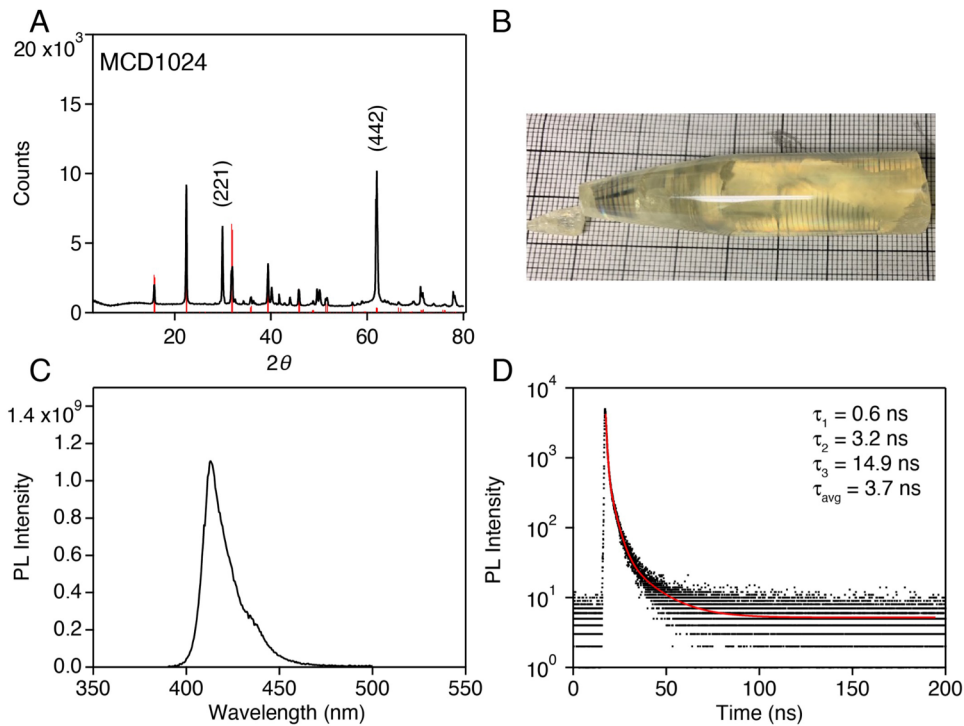 A
20 x10³
15
10
5
0
Counts
MCD1024
(221)
(442)
20
40
60
80
2θ
B
C
1.4 x10⁹
1.2
1.0
0.8
0.6
0.4
0.2
0.0
PL Intensity
350
400
450
500
550
Wavelength (nm)
D
10⁴
10³
10²
10¹
10⁰
PL Intensity
τ₁ = 0.6 ns
τ₂ = 3.2 ns
τ₃ = 14.9 ns
τavg = 3.7 ns
0
50
100
150
200
Time (ns)